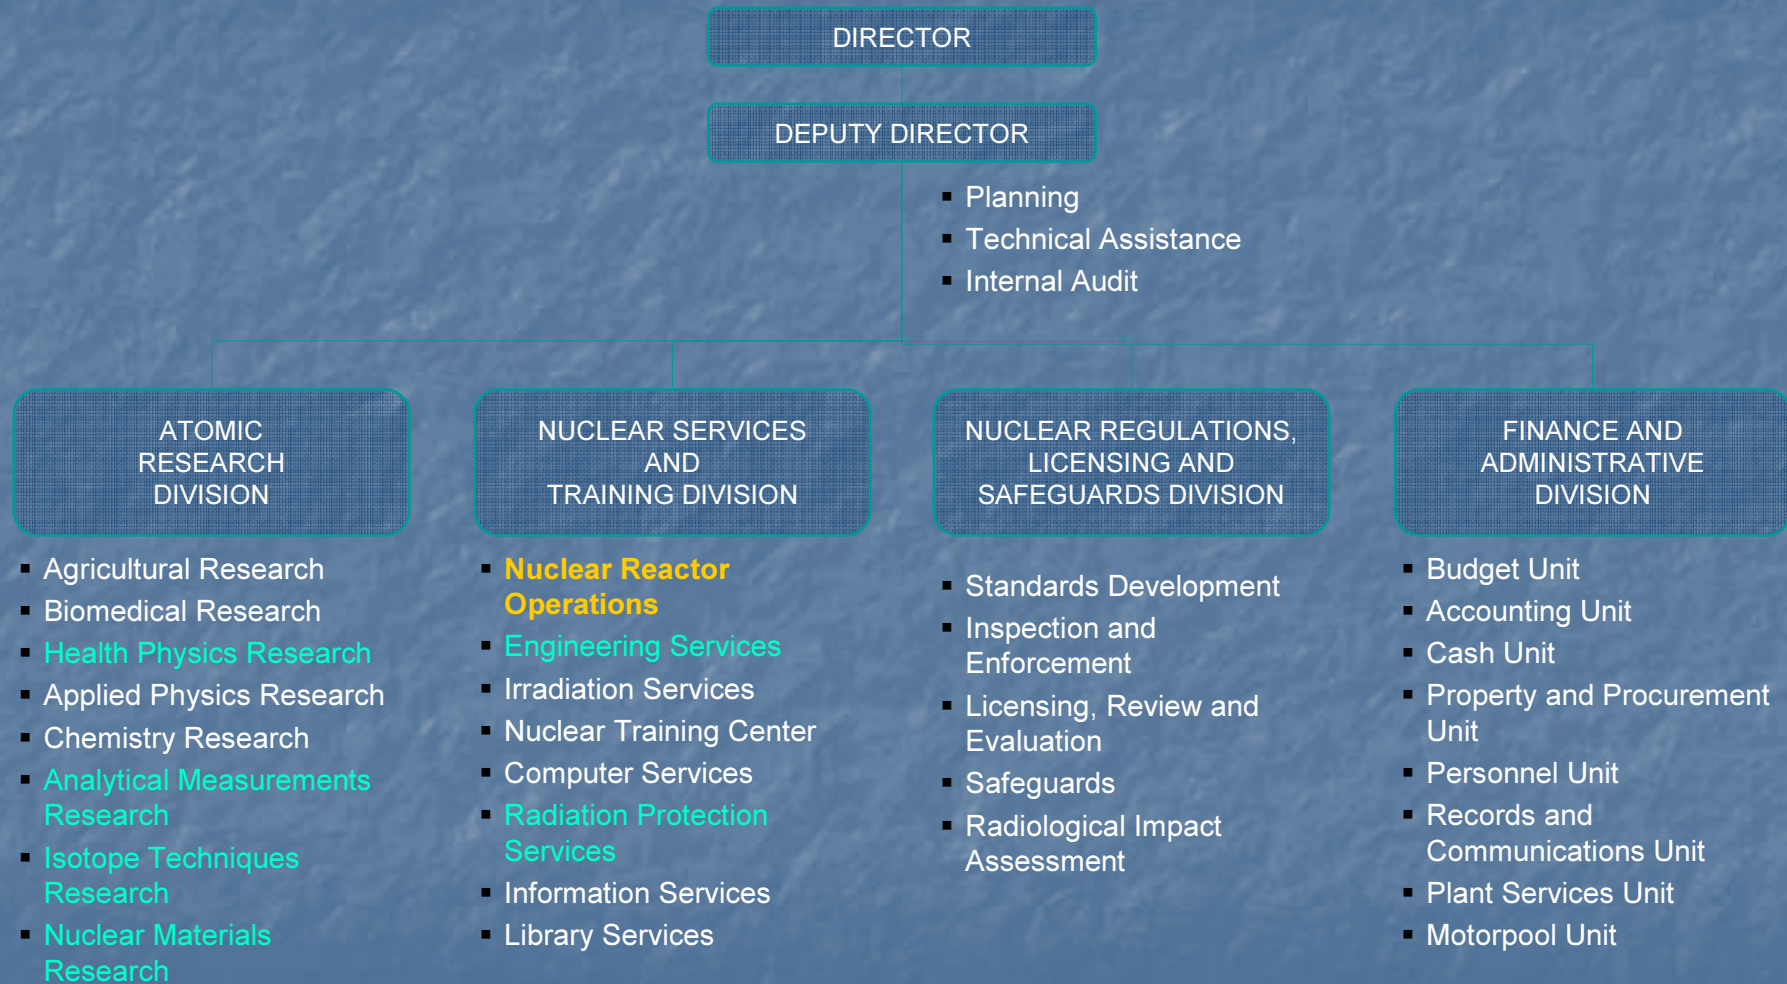 DIRECTOR
DEPUTY DIRECTOR
▪ Planning
▪ Technical Assistance
▪ Internal Audit
ATOMIC
RESEARCH
DIVISION
▪ Agricultural Research
▪ Biomedical Research
▪ Health Physics Research
▪ Applied Physics Research
▪ Chemistry Research
▪ Analytical Measurements
Research
▪ Isotope Techniques
Research
▪ Nuclear Materials
Research
NUCLEAR SERVICES
AND
TRAINING DIVISION
▪ Nuclear Reactor
Operations
▪ Engineering Services
▪ Irradiation Services
▪ Nuclear Training Center
▪ Computer Services
▪ Radiation Protection
Services
▪ Information Services
▪ Library Services
NUCLEAR REGULATIONS,
LICENSING AND
SAFEGUARDS DIVISION
▪ Standards Development
▪ Inspection and
Enforcement
▪ Licensing, Review and
Evaluation
▪ Safeguards
▪ Radiological Impact
Assessment
FINANCE AND
ADMINISTRATIVE
DIVISION
▪ Budget Unit
▪ Accounting Unit
▪ Cash Unit
▪ Property and Procurement
Unit
▪ Personnel Unit
▪ Records and
Communications Unit
▪ Plant Services Unit
▪ Motorpool Unit